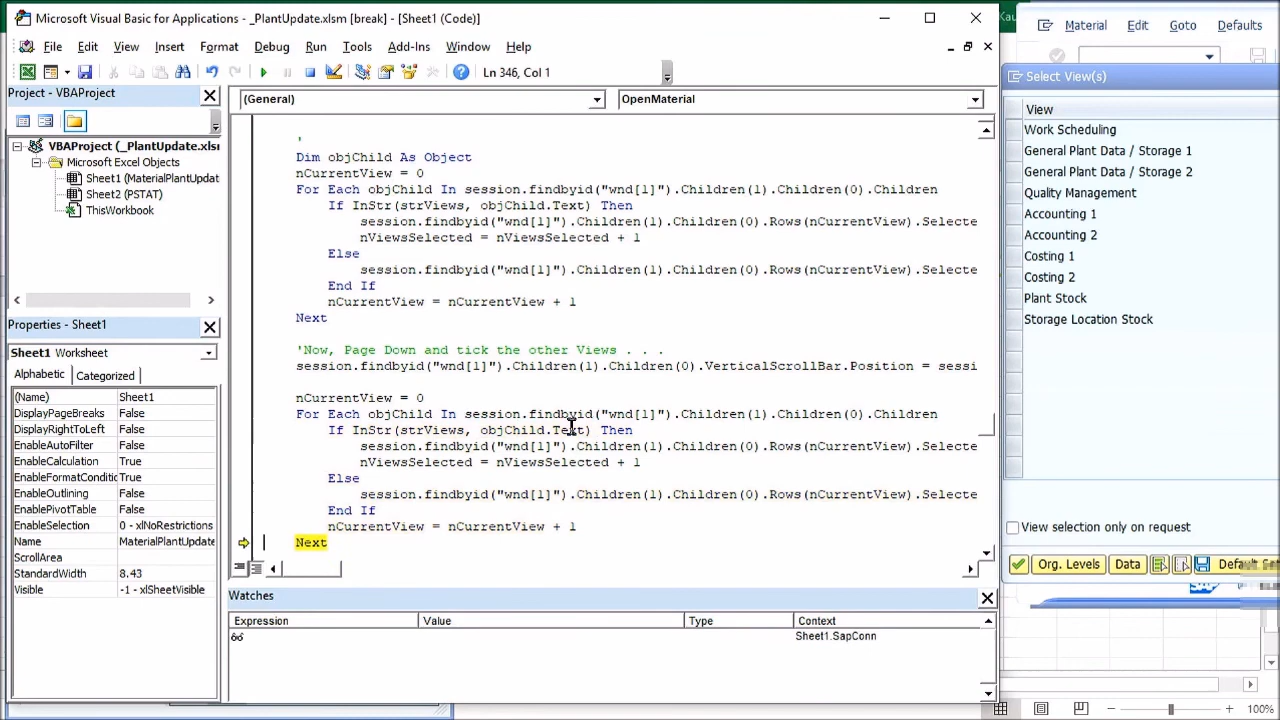 Microsoft Visual Basic for Applications - _PlantUpdate.xlsm [break] - [Sheet1 (Code)]
File Edit View Insert Format Debug Run Tools Add-Ins Window Help
Ln 346, Col 1
Project - VBAProject
VBAProject (_PlantUpdate.xlsm
Microsoft Excel Objects
Sheet1 (MaterialPlantUpdat
Sheet2 (PSTAT)
ThisWorkbook
Properties - Sheet1
Sheet1 Worksheet
Alphabetic Categorized
(Name) Sheet1
DisplayPageBreaks False
DisplayRightToLeft False
EnableAutoFilter False
EnableCalculation True
EnableFormatConditic True
EnableOutlining False
EnablePivotTable False
EnableSelection 0 - xlNoRestrictions
Name MaterialPlantUpdate
ScrollArea
StandardWidth 8.43
Visible -1 - xlSheetVisible
(General) OpenMaterial
'
Dim objChild As Object
nCurrentView = 0
For Each objChild In session.findbyid("wnd[1]").Children(1).Children(0).Children
If InStr(strViews, objChild.Text) Then
session.findbyid("wnd[1]").Children(1).Children(0).Rows(nCurrentView).Selecte
nViewsSelected = nViewsSelected + 1
Else
session.findbyid("wnd[1]").Children(1).Children(0).Rows(nCurrentView).Selecte
End If
nCurrentView = nCurrentView + 1
Next
'Now, Page Down and tick the other Views . . .
session.findbyid("wnd[1]").Children(1).Children(0).VerticalScrollBar.Position = sessi
nCurrentView = 0
For Each objChild In session.findbyid("wnd[1]").Children(1).Children(0).Children
If InStr(strViews, objChild.Text) Then
session.findbyid("wnd[1]").Children(1).Children(0).Rows(nCurrentView).Selecte
nViewsSelected = nViewsSelected + 1
Else
session.findbyid("wnd[1]").Children(1).Children(0).Rows(nCurrentView).Selecte
End If
nCurrentView = nCurrentView + 1
Next
Watches
Expression Value Type Context
Sheet1.SapConn
Kau
Material Edit Goto Defaults
Select View(s)
View
Work Scheduling
General Plant Data / Storage 1
General Plant Data / Storage 2
Quality Management
Accounting 1
Accounting 2
Costing 1
Costing 2
Plant Stock
Storage Location Stock
View selection only on request
Org. Levels Data Default Set
100%